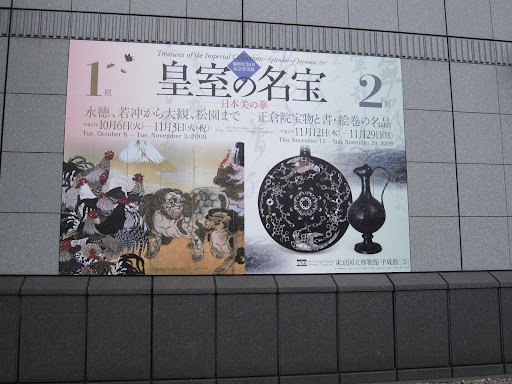 Treasures of the Imperial Collections—Splendor of Japanese Art
皇室の名宝
日本美の華
1期
永徳、若冲から大観、松園まで
10月6日(火)—11月3日(火・祝)
Tue, October 6 – Tue, November 3, 2009
2期
正倉院宝物と書・絵巻の名品
11月12日(木)—11月29日(日)
Thu, November 12 – Sun, November 29, 2009
東京国立博物館 平成館